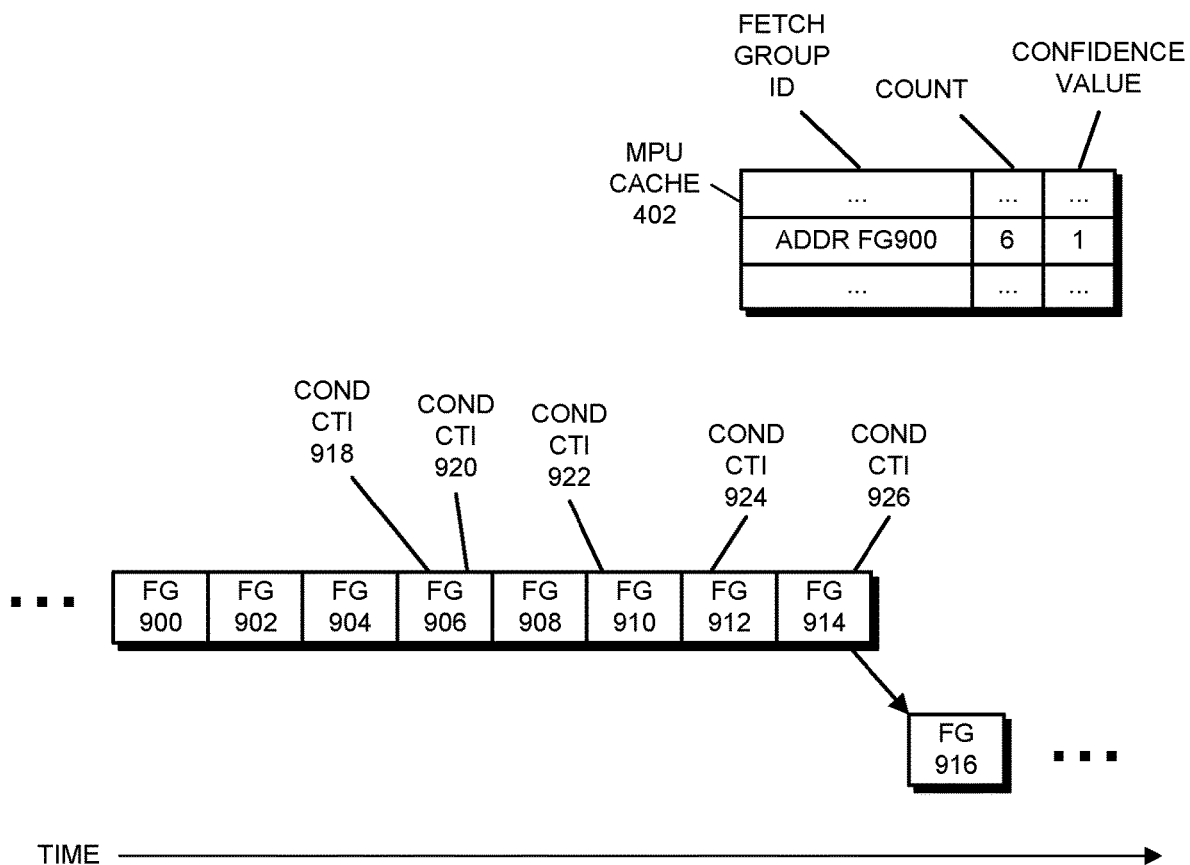 FETCH
GROUP
ID
COUNT
CONFIDENCE
VALUE
MPU
CACHE
402
... ... ...
ADDR FG900 6 1
... ... ...
COND
CTI
918
COND
CTI
920
COND
CTI
922
COND
CTI
924
COND
CTI
926
FG
900
FG
902
FG
904
FG
906
FG
908
FG
910
FG
912
FG
914
FG
916
TIME